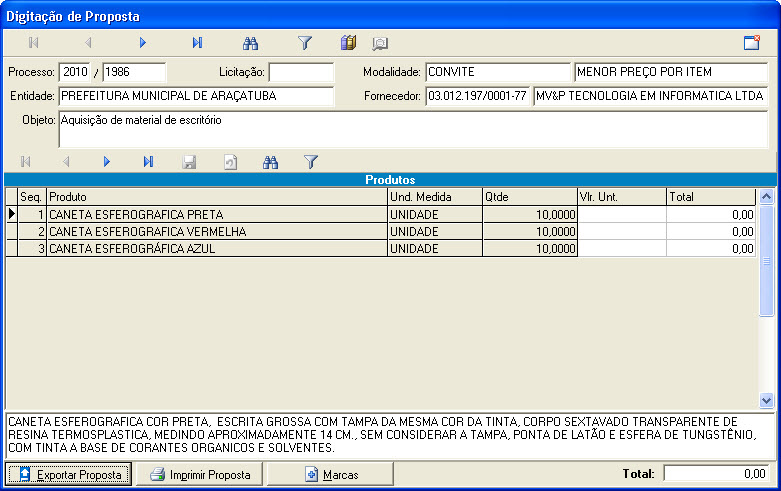 Digitação de Proposta
Processo: 2010 / 1986 Licitação: Modalidade: CONVITE MENOR PREÇO POR ITEM
Entidade: PREFEITURA MUNICIPAL DE ARAÇATUBA Fornecedor: 03.012.197/0001-77 MV&P TECNOLOGIA EM INFORMATICA LTDA
Objeto: Aquisição de material de escritório
Produtos
Seq. Produto Und. Medida Qtde Vlr. Unt. Total
1 CANETA ESFEROGRAFICA PRETA UNIDADE 10,0000 0,00
2 CANETA ESFEROGRAFICA VERMELHA UNIDADE 10,0000 0,00
3 CANETA ESFEROGRÁFICA AZUL UNIDADE 10,0000 0,00
CANETA ESFEROGRAFICA COR PRETA, ESCRITA GROSSA COM TAMPA DA MESMA COR DA TINTA, CORPO SEXTAVADO TRANSPARENTE DE
RESINA TERMOSPLASTICA, MEDINDO APROXIMADAMENTE 14 CM., SEM CONSIDERAR A TAMPA, PONTA DE LATÃO E ESFERA DE TUNGSTÊNIO,
COM TINTA A BASE DE CORANTES ORGANICOS E SOLVENTES.
Exportar Proposta Imprimir Proposta Marcas Total: 0,00